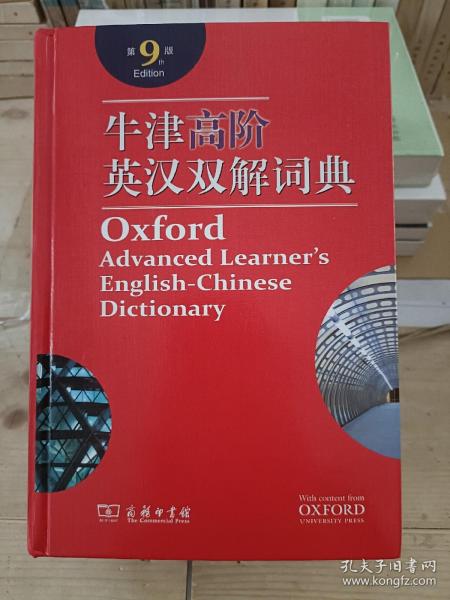 第9th版
Edition
牛津高阶
英汉双解词典
Oxford
Advanced Learner's
English-Chinese
Dictionary
商务印书馆
The Commercial Press
With content from
OXFORD
UNIVERSITY PRESS
孔夫子旧书网
www.kongfz.com